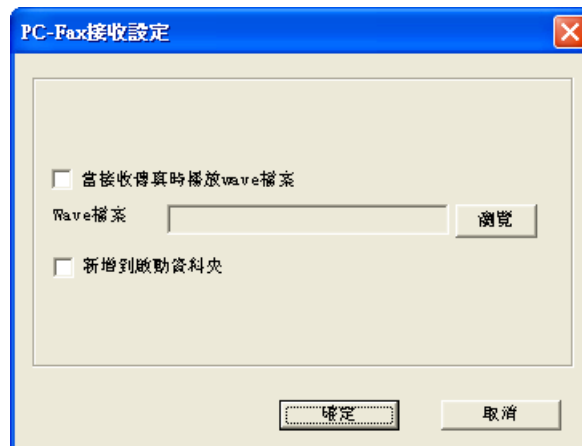 PC-Fax接收設定
當接收傳真時播放wave檔案
Wave檔案
瀏覽
新增到啟動資料夾
確定
取消